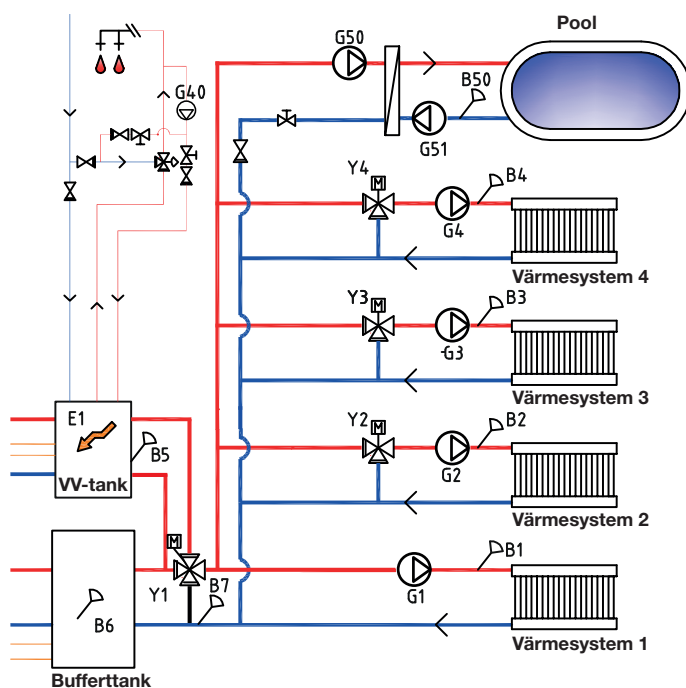 Pool
G50
B50
G40
G51
Y4
M
B4
G4
Värmesystem 4
Y3
M
B3
G3
Värmesystem 3
Y2
M
B2
G2
Värmesystem 2
E1
B5
VV-tank
M
Y1
B7
B1
G1
B6
Värmesystem 1
Bufferttank